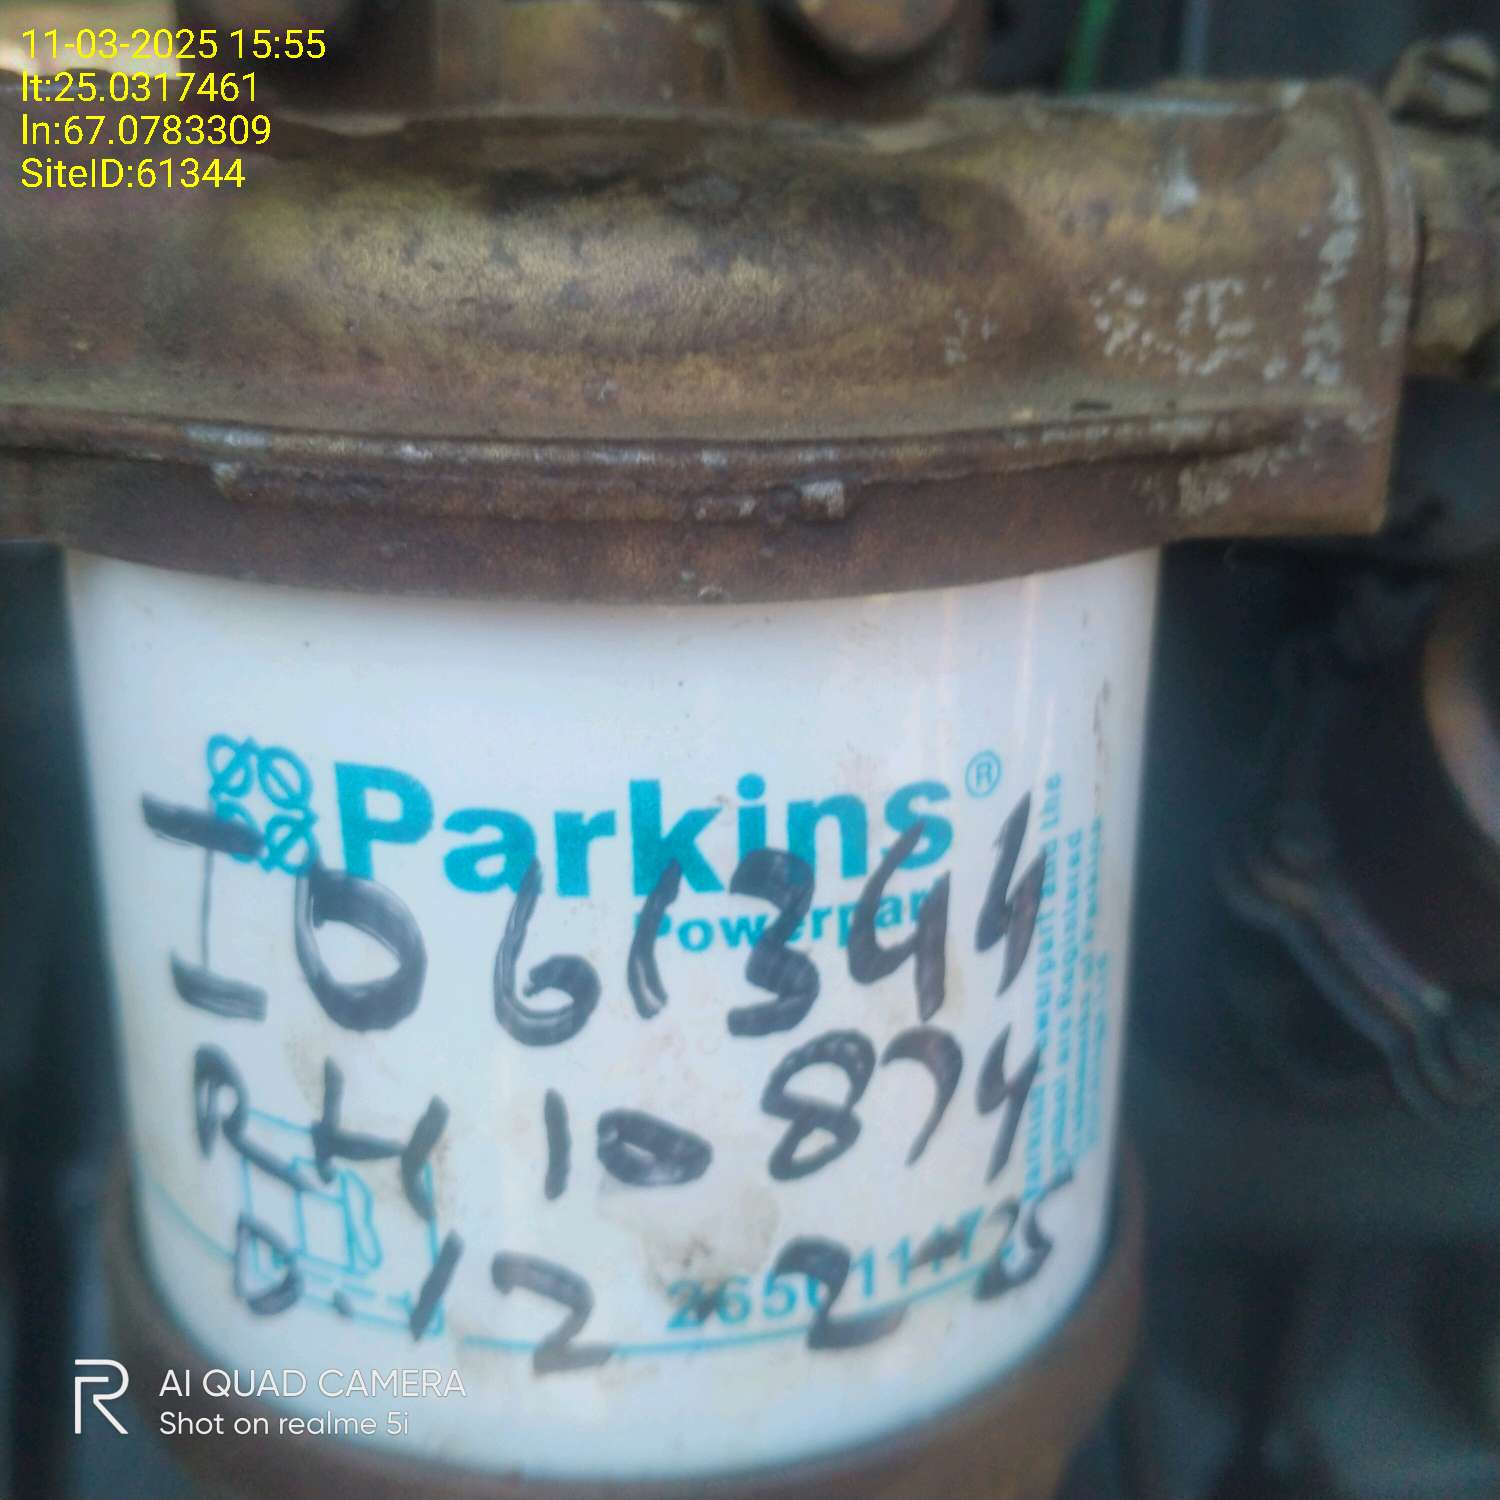 11-03-2025 15:55
lt:25.0317461
ln:67.0783309
SiteID:61344
Parkins®
Powerpart
I 061344
RH 10874
D.12-2-25
AI QUAD CAMERA
Shot on realme 5i